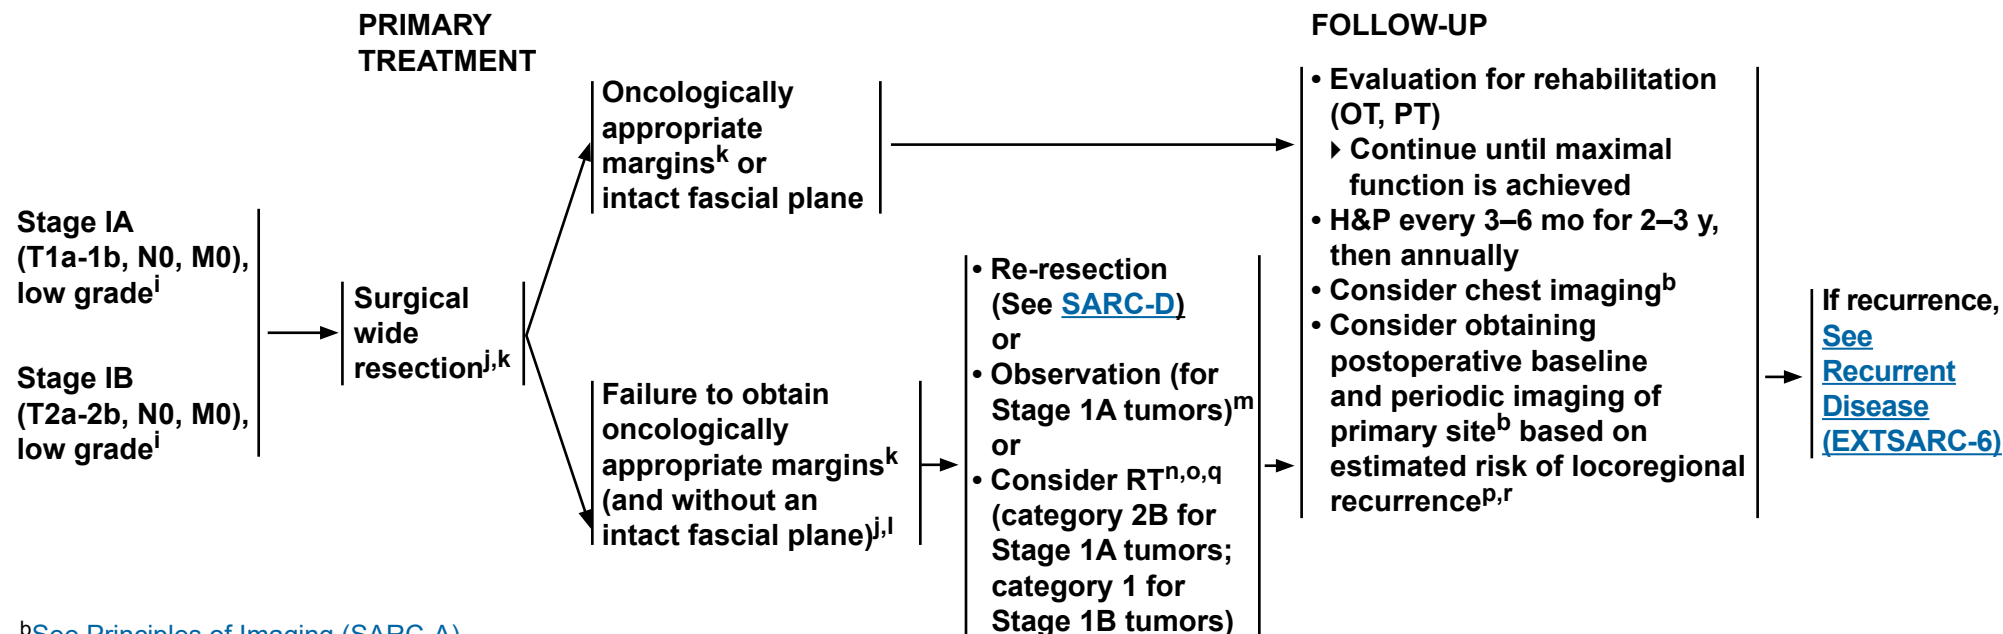 PRIMARY
TREATMENT
FOLLOW-UP
Stage IA
(T1a-1b, N0, M0),
low gradeⁱ
Stage IB
(T2a-2b, N0, M0),
low gradeⁱ
Surgical
wide
resectionʲ,ᵏ
Oncologically
appropriate
marginsᵏ or
intact fascial plane
Failure to obtain
oncologically
appropriate marginsᵏ
(and without an
intact fascial plane)ʲ,ˡ
• Re-resection
(See SARC-D)
or
• Observation (for
Stage 1A tumors)ᵐ
or
• Consider RTⁿ,ᵒ,q
(category 2B for
Stage 1A tumors;
category 1 for
Stage 1B tumors)
• Evaluation for rehabilitation
(OT, PT)
▸ Continue until maximal
function is achieved
• H&P every 3–6 mo for 2–3 y,
then annually
• Consider chest imagingᵇ
• Consider obtaining
postoperative baseline
and periodic imaging of
primary siteᵇ based on
estimated risk of locoregional
recurrenceᵖ,ʳ
If recurrence,
See
Recurrent
Disease
(EXTSARC-6)
ᵇSee Principles of Imaging (SARC-A)